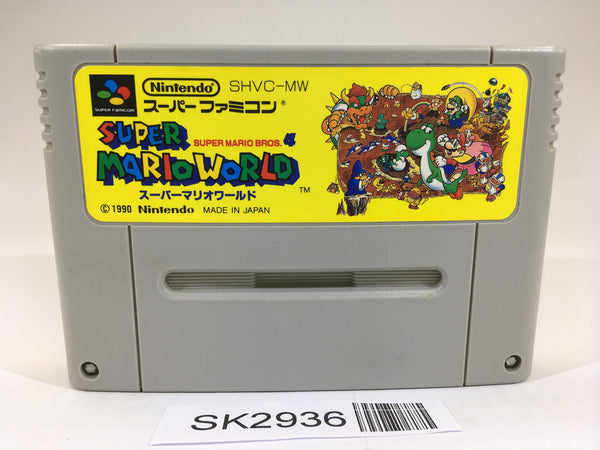 SUPER FAMICOM
Nintendo SHVC-MW
スーパーファミコン®
SUPER MARIO BROS. 4
SUPER
MARIO WORLD TM
スーパーマリオワールド
© 1990 Nintendo MADE IN JAPAN
SK2936